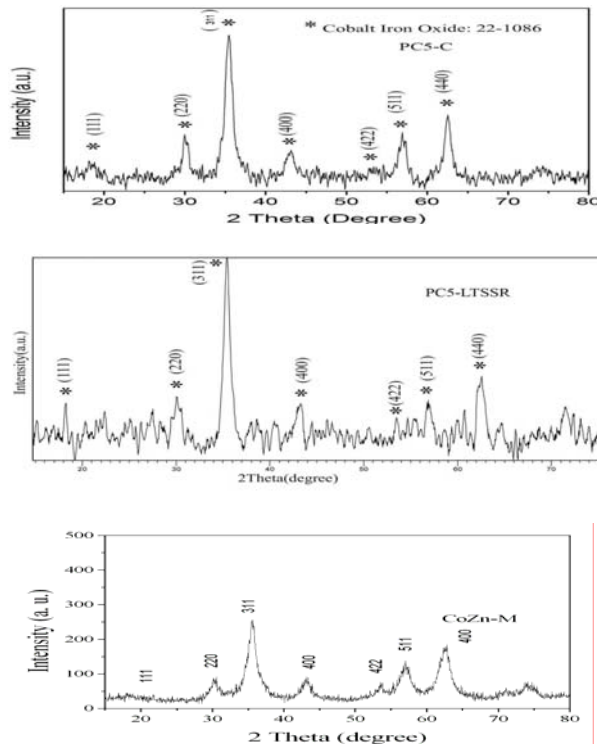 * Cobalt Iron Oxide: 22-1086
PC5-C
Intensity (a.u.)
* (111)
* (220)
(311) *
* (400)
* (422)
* (511)
* (440)
20 30 40 50 60 70 80
2 Theta (Degree)
PC5-LTSSR
Intensity(a.u.)
* (111)
* (220)
(311) *
* (400)
*(422)
* (511)
* (440)
20 30 40 50 60 70
2Theta(degree)
CoZn-M
Intensity (a. u.)
500
400
300
200
100
0
111
220
311
400
422
511
400
20 30 40 50 60 70 80
2 Theta (degree)